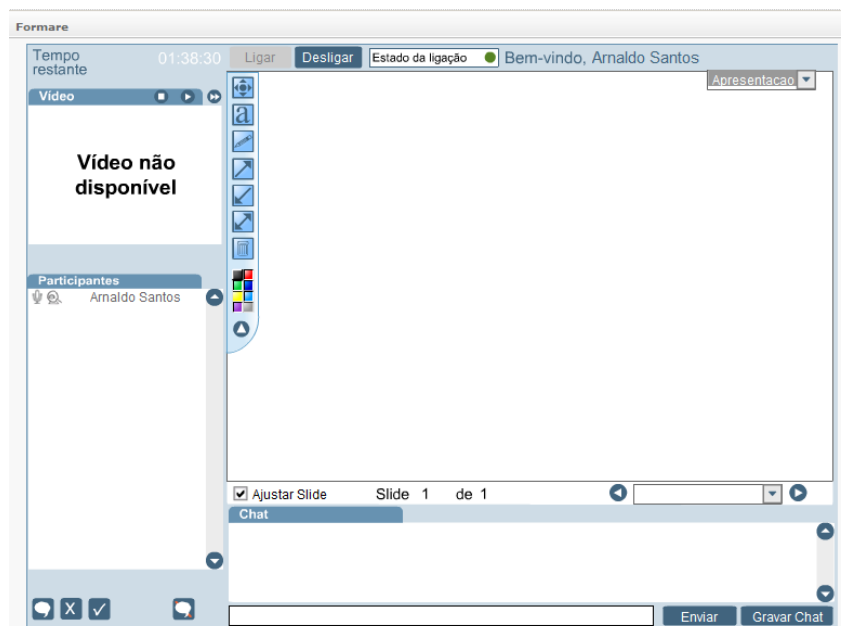 Formare
Tempo restante
01:38:30
Ligar
Desligar
Estado da ligação
Bem-vindo, Arnaldo Santos
Vídeo
Apresentacao
a
Vídeo não
disponível
Participantes
Arnaldo Santos
Ajustar Slide
Slide 1 de 1
Chat
X
Enviar
Gravar Chat